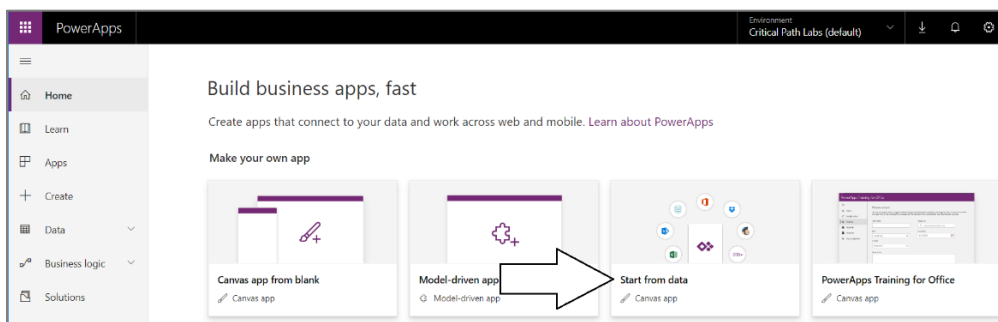 PowerApps
Environment
Critical Path Labs (default)
Home
Learn
Apps
Create
Data
Business logic
Solutions
Build business apps, fast
Create apps that connect to your data and work across web and mobile. Learn about PowerApps
Make your own app
Canvas app from blank
Canvas app
Model-driven app
Model-driven app
Start from data
Canvas app
PowerApps Training for Office
Canvas app